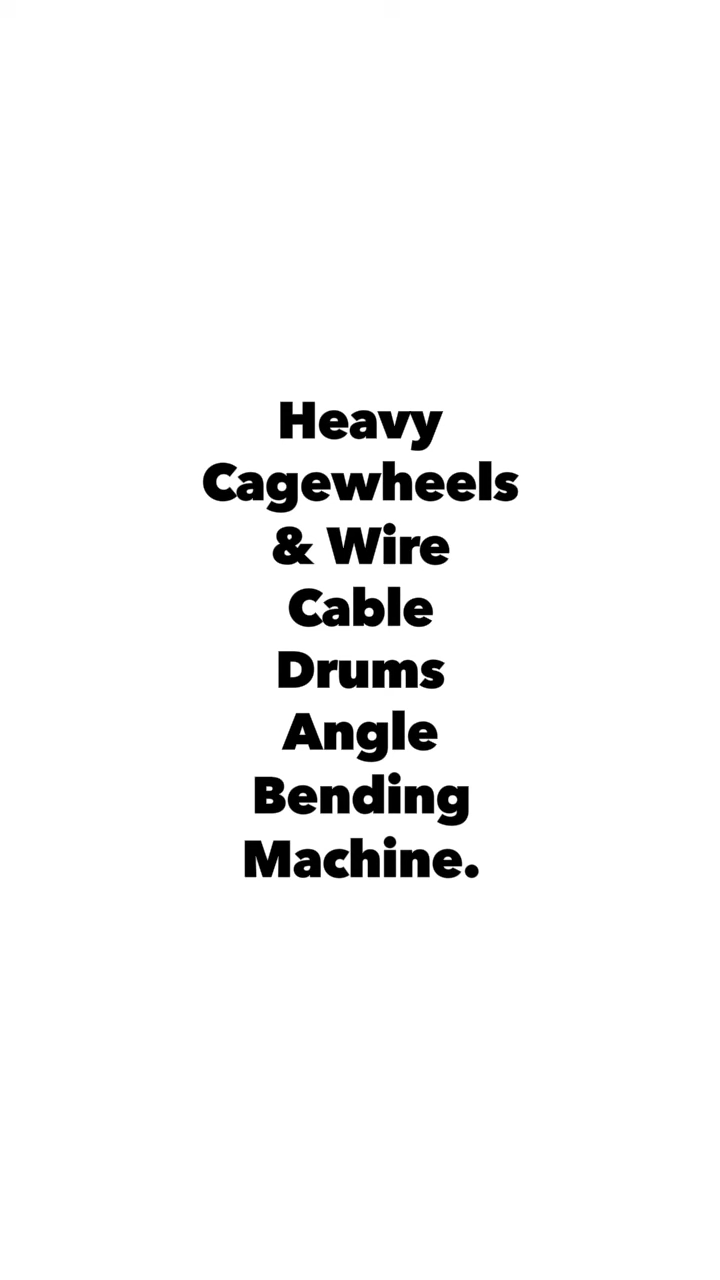 Heavy
Cagewheels
& Wire
Cable
Drums
Angle
Bending
Machine.